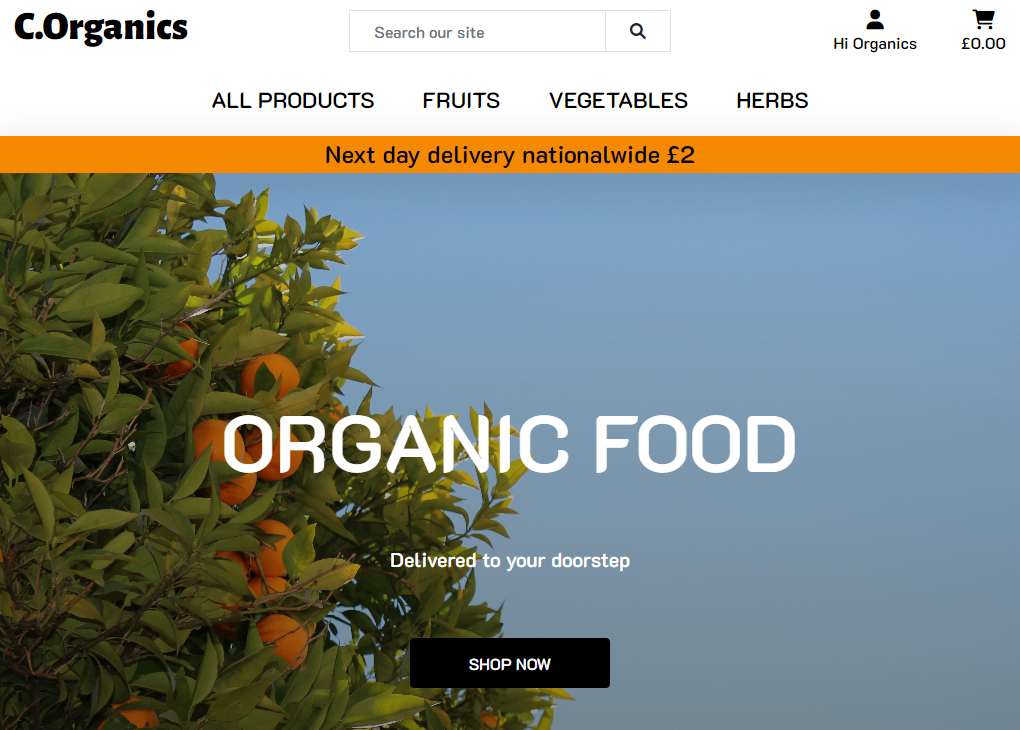 C.Organics
Search our site
Hi Organics
£0.00
ALL PRODUCTS FRUITS VEGETABLES HERBS
Next day delivery nationalwide £2
ORGANIC FOOD
Delivered to your doorstep
SHOP NOW